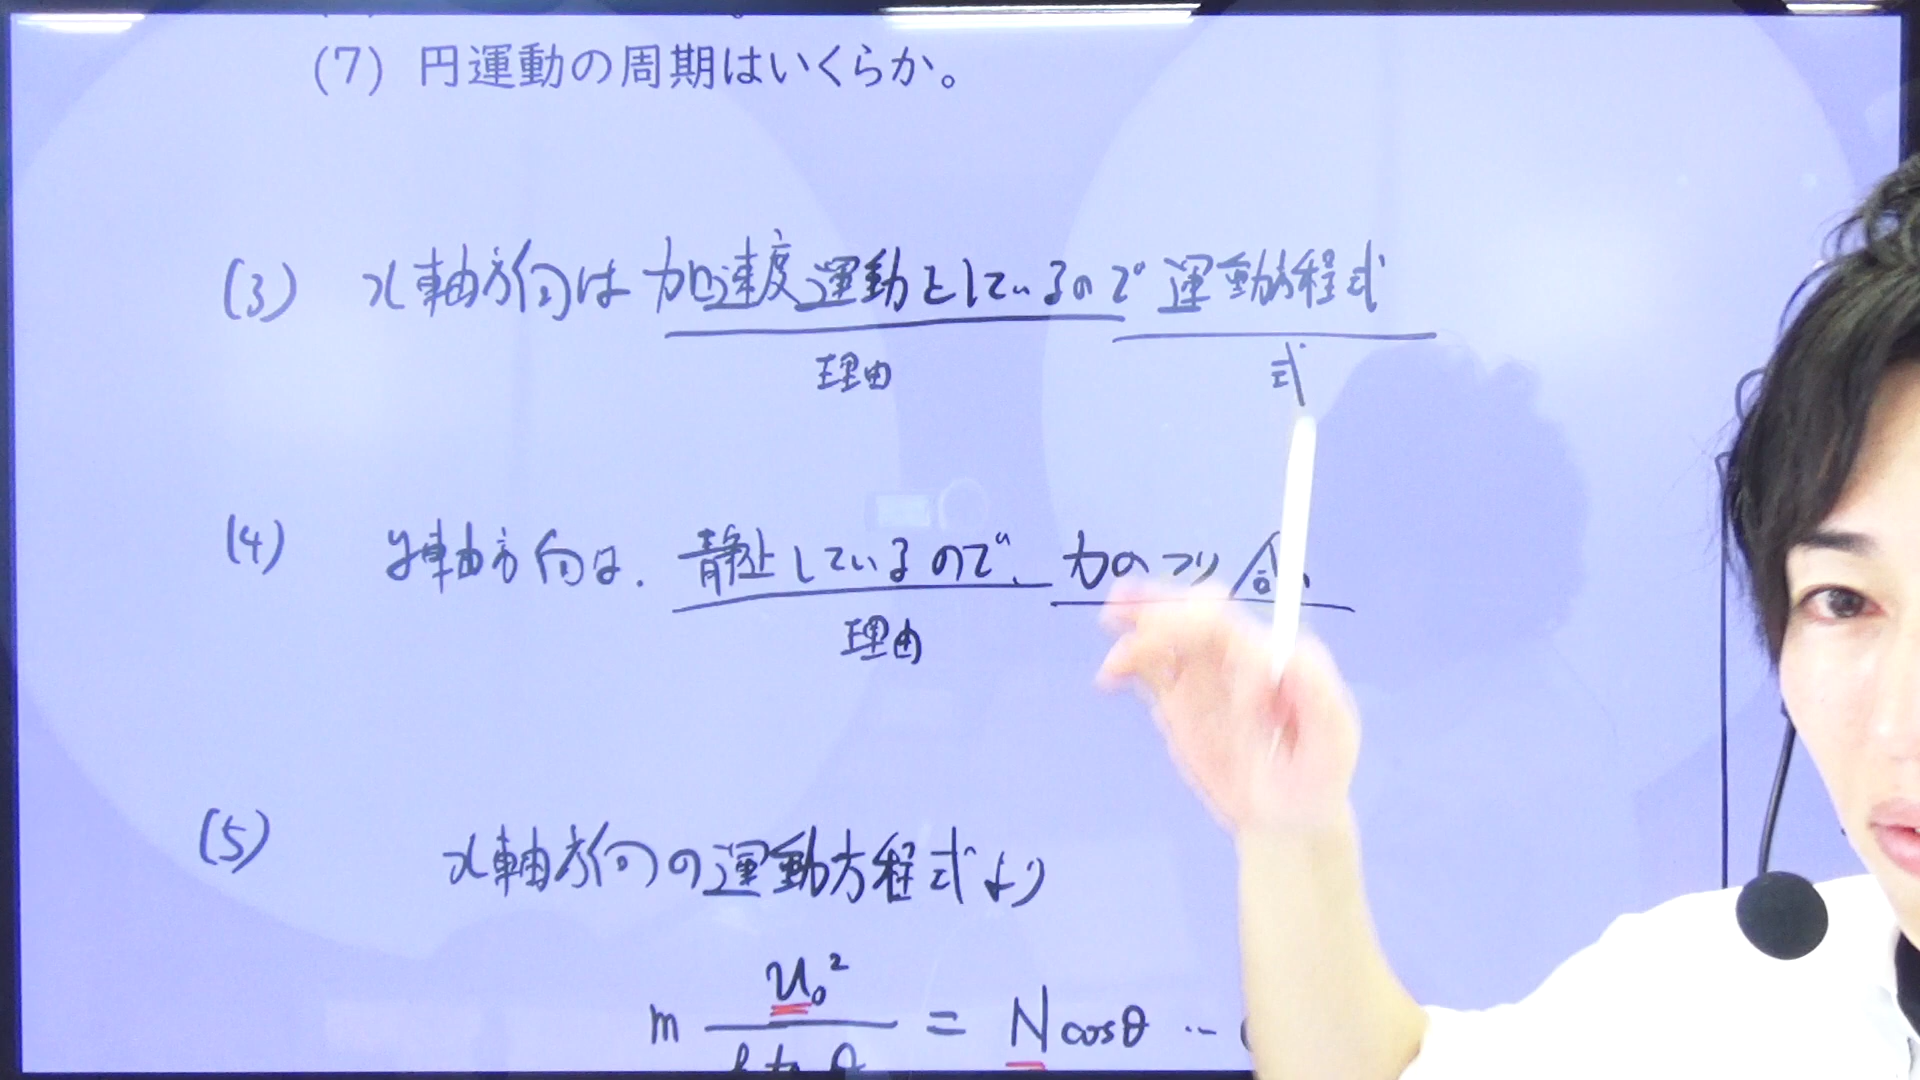 (7) 円運動の周期はいくらか。
(3) x軸方向は加速度運動としているので 運動方程式
理由 式
(4) y軸方向は、静止しているので、力のつり合い
理由
(5) x軸方向の運動方程式より
m u₀² = N cosθ …